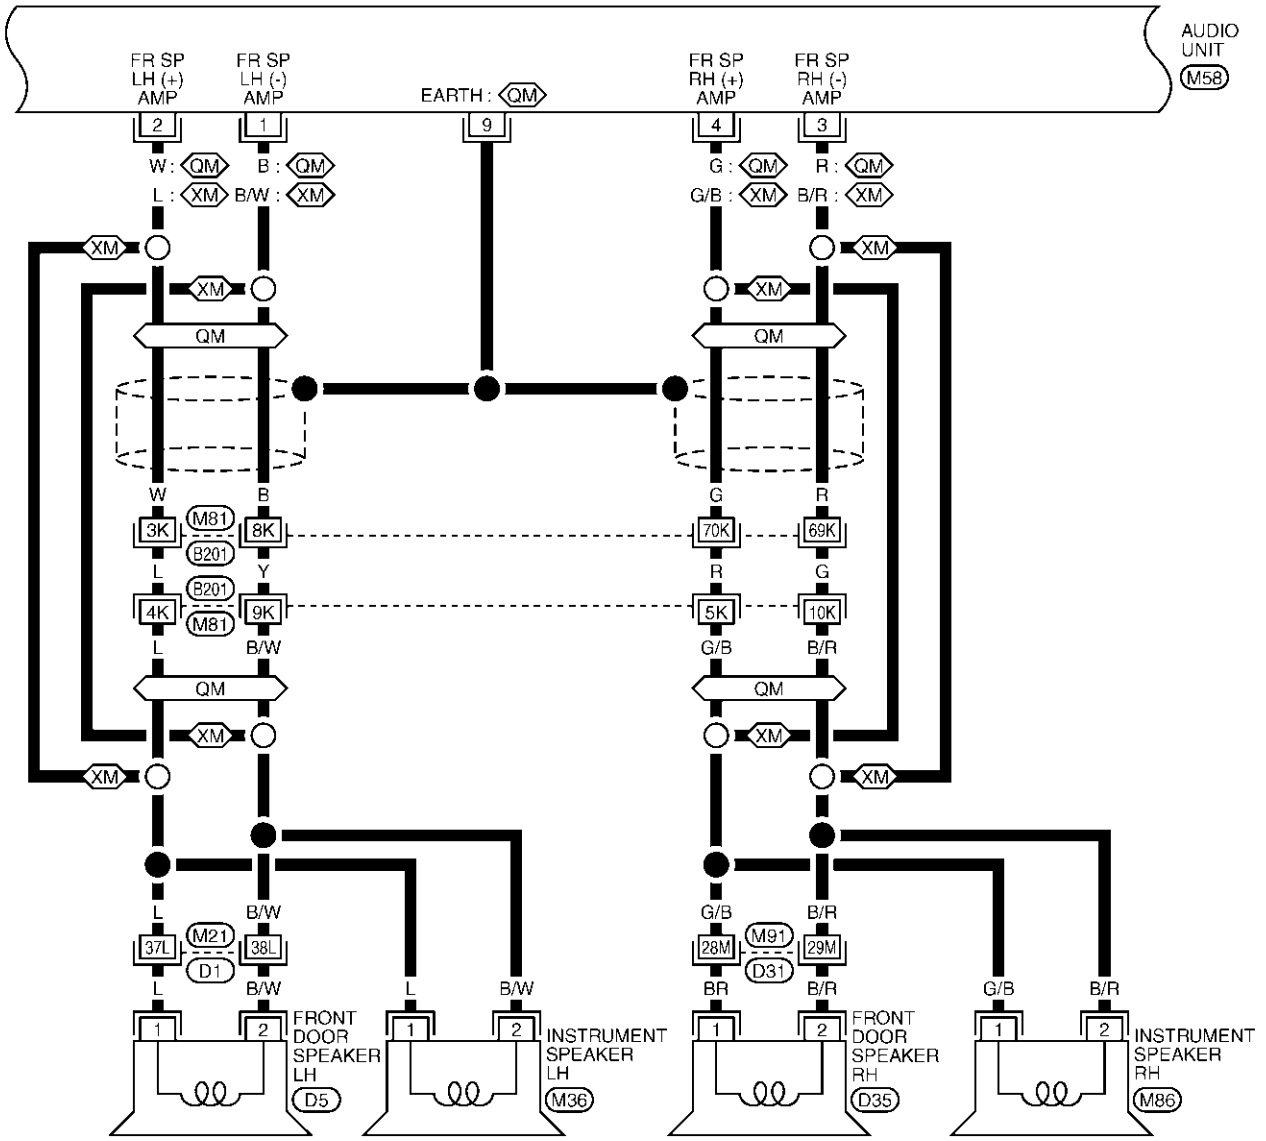 AUDIO
UNIT
M58
FR SP
LH (+)
AMP
FR SP
LH (-)
AMP
EARTH : QM
FR SP
RH (+)
AMP
FR SP
RH (-)
AMP
2 1 9 4 3
W : QM B : QM G : QM R : QM
L : XM B/W : XM G/B : XM B/R : XM
XM XM
XM XM
QM QM
W B G R
M81
3K 8K 70K 69K
B201
L Y R G
B201
4K 9K 5K 10K
M81
L B/W G/B B/R
QM QM
XM XM
XM XM
L B/W G/B B/R
M21 M91
37L 38L 28M 29M
D1 D31
L B/W L B/W BR B/R G/B B/R
1 2 1 2 1 2 1 2
FRONT
DOOR
SPEAKER
LH
D5
INSTRUMENT
SPEAKER
LH
M36
FRONT
DOOR
SPEAKER
RH
D35
INSTRUMENT
SPEAKER
RH
M86